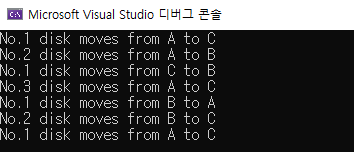 Microsoft Visual Studio 디버그 콘솔
No.1 disk moves from A to C
No.2 disk moves from A to B
No.1 disk moves from C to B
No.3 disk moves from A to C
No.1 disk moves from B to A
No.2 disk moves from B to C
No.1 disk moves from A to C